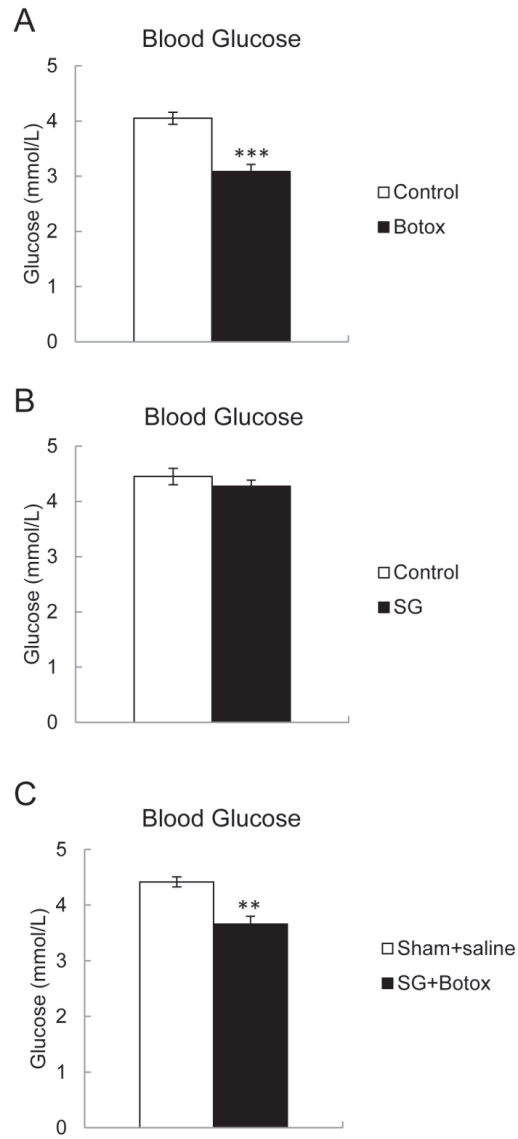 A
Blood Glucose
5
4
3
2
1
0
Glucose (mmol/L)
***
Control
Botox
B
Blood Glucose
5
4
3
2
1
0
Glucose (mmol/L)
Control
SG
C
Blood Glucose
5
4
3
2
1
0
Glucose (mmol/L)
**
Sham+saline
SG+Botox